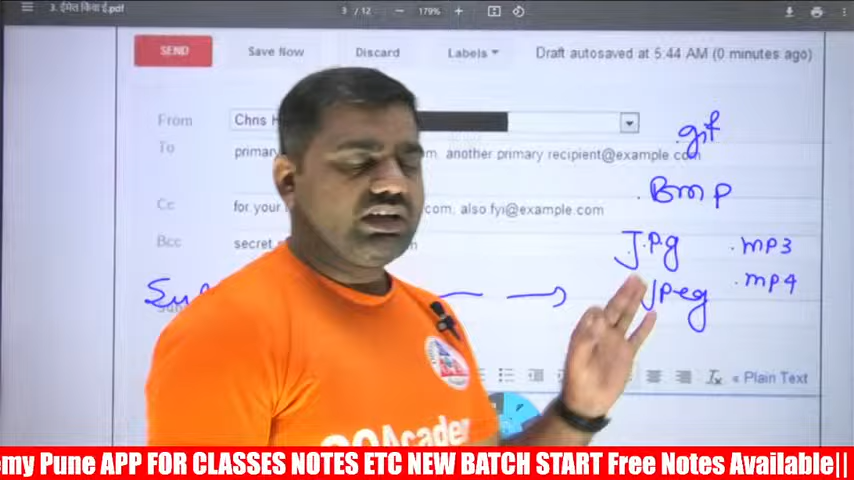 3. ईमेल किंवा ई.pdf
3 / 12
179%
SEND
Save Now
Discard
Labels
Draft autosaved at 5:44 AM (0 minutes ago)
From
Chris H
To
primary
another primary recipient@example.com
Cc
for your
com, also.fyi@example.com
Bcc
secret
.gif
.Bmp
J.Pg
Jpeg
.mp3
.mp4
« Plain Text
my Pune APP FOR CLASSES NOTES ETC NEW BATCH START Free Notes Available||